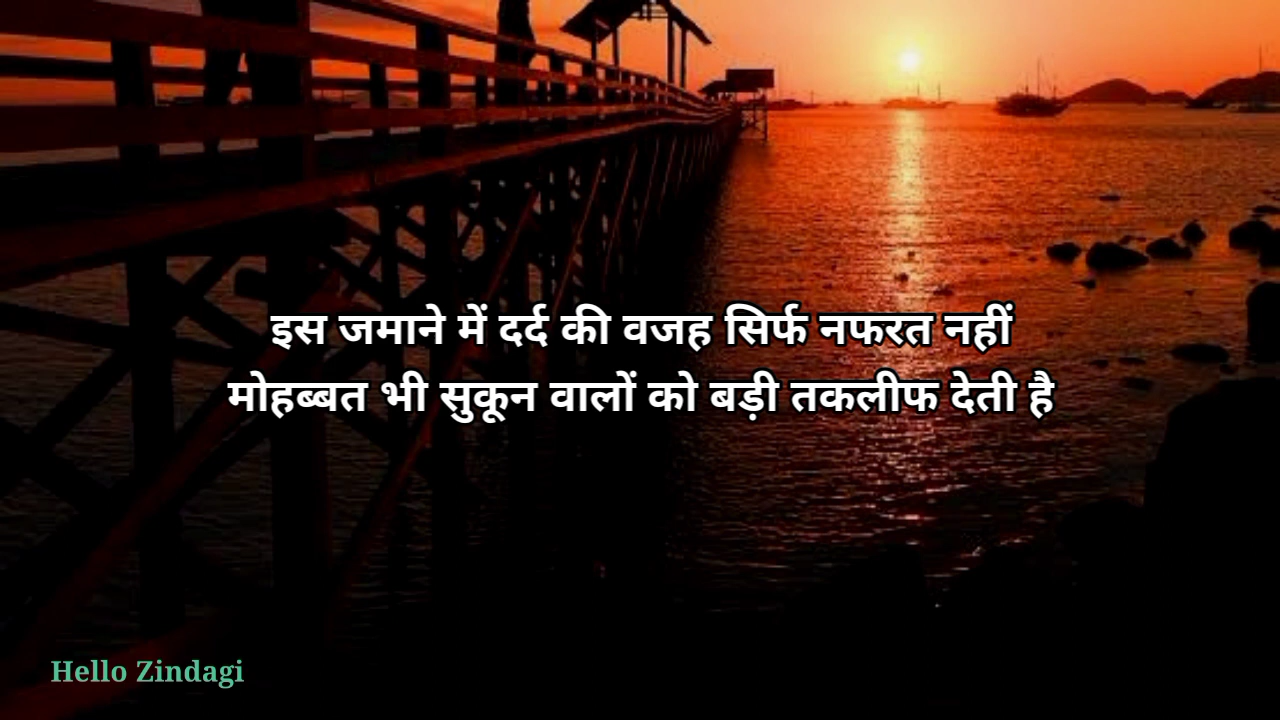 इस जमाने में दर्द की वजह सिर्फ नफरत नहीं
मोहब्बत भी सुकून वालों को बड़ी तकलीफ देती है
Hello Zindagi